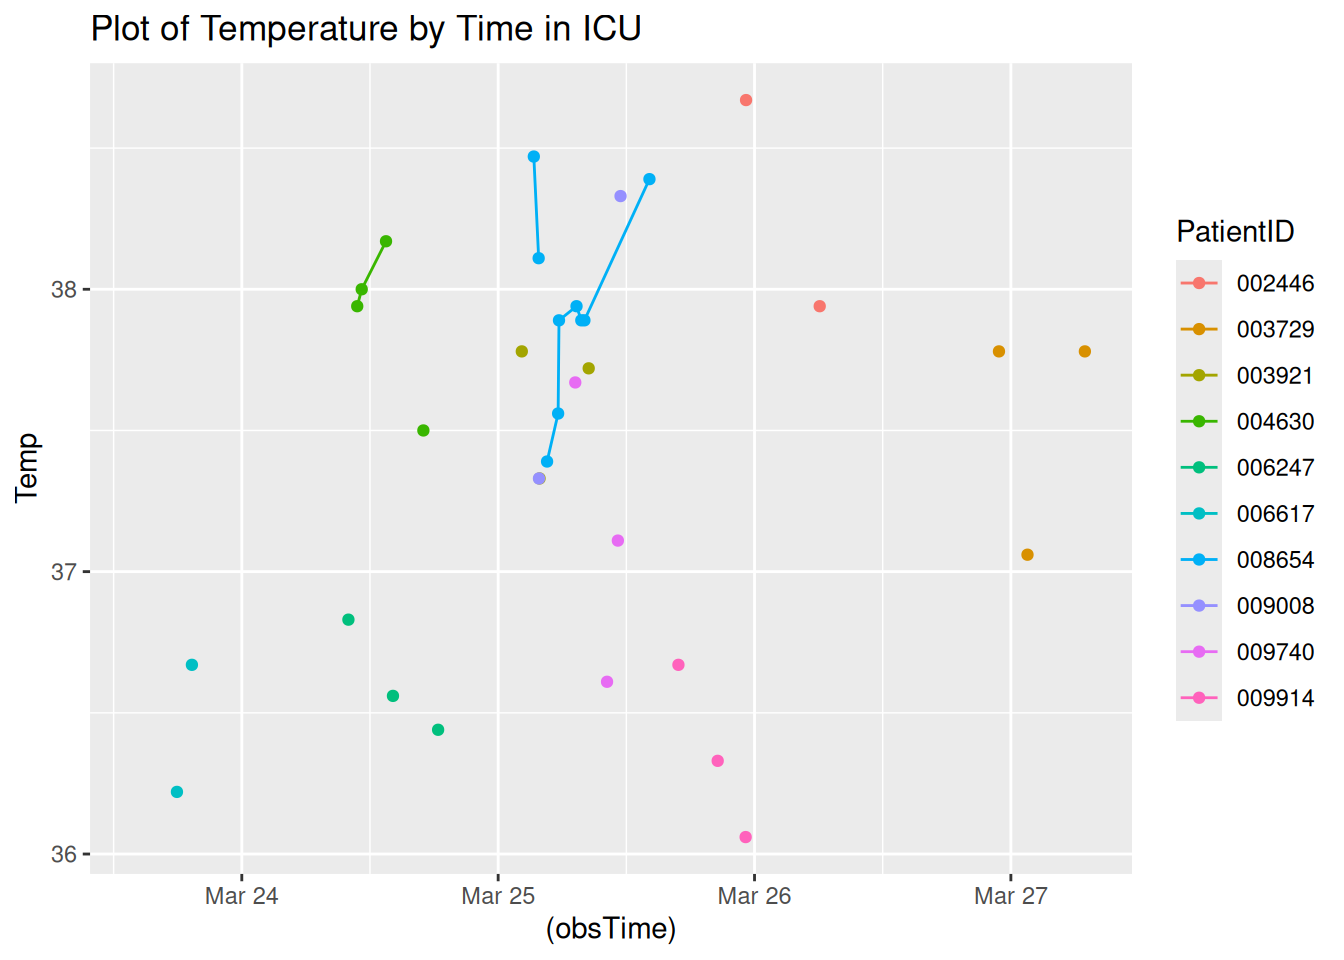 Plot of Temperature by Time in ICU
Temp
38
37
36
Mar 24
Mar 25
Mar 26
Mar 27
(obsTime)
PatientID
002446
003729
003921
004630
006247
006617
008654
009008
009740
009914